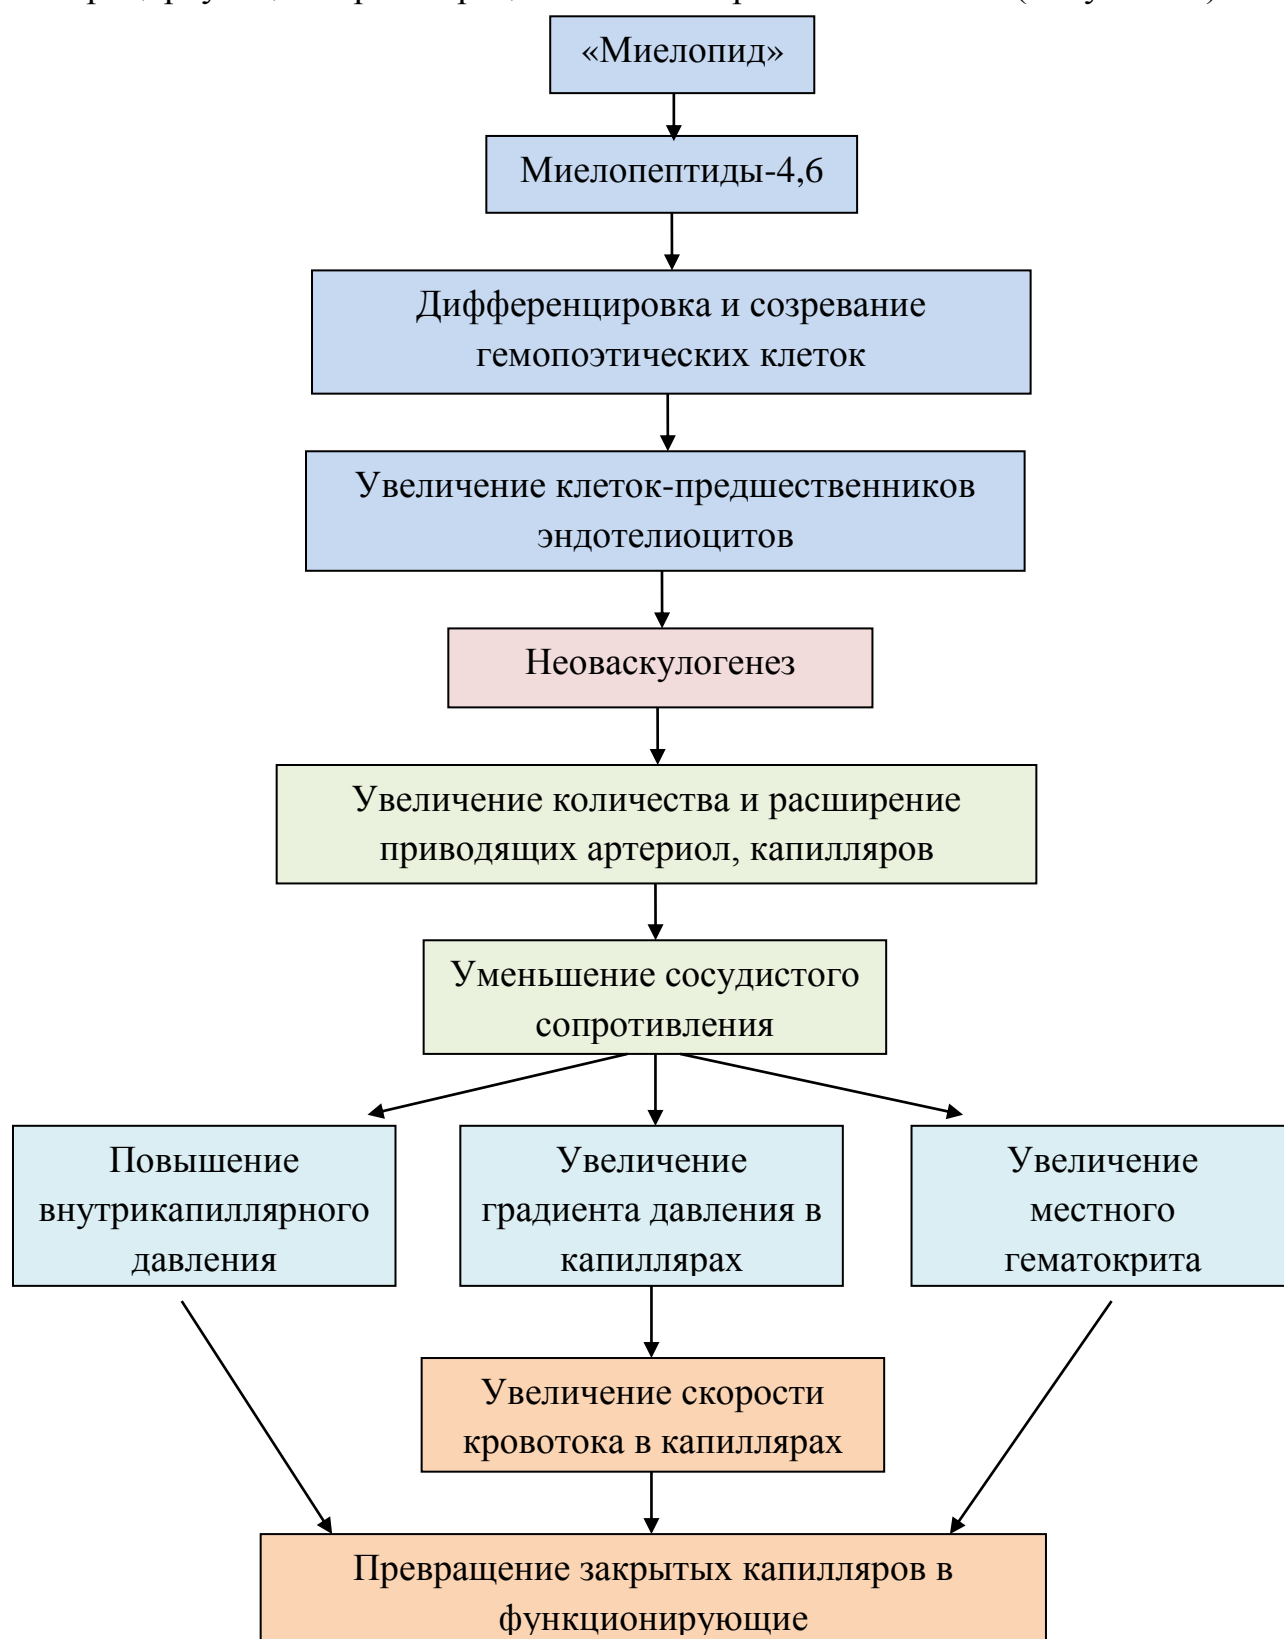 «Миелопид»
Миелопептиды-4,6
Дифференцировка и созревание
гемопоэтических клеток
Увеличение клеток-предшественников
эндотелиоцитов
Неоваскулогенез
Увеличение количества и расширение
приводящих артериол, капилляров
Уменьшение сосудистого
сопротивления
Повышение
внутрикапиллярного
давления
Увеличение
градиента давления в
капиллярах
Увеличение
местного
гематокрита
Увеличение скорости
кровотока в капиллярах
Превращение закрытых капилляров в
функционирующие